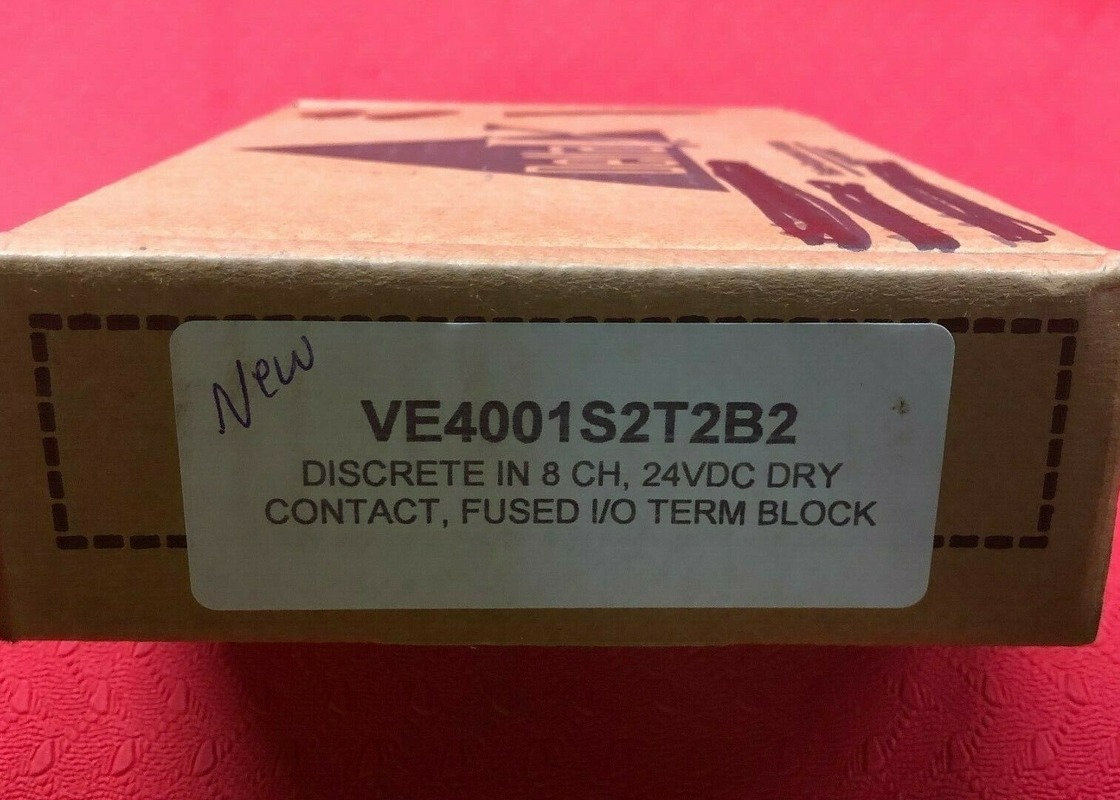 New
VE4001S2T2B2
DISCRETE IN 8 CH, 24VDC DRY
CONTACT, FUSED I/O TERM BLOCK